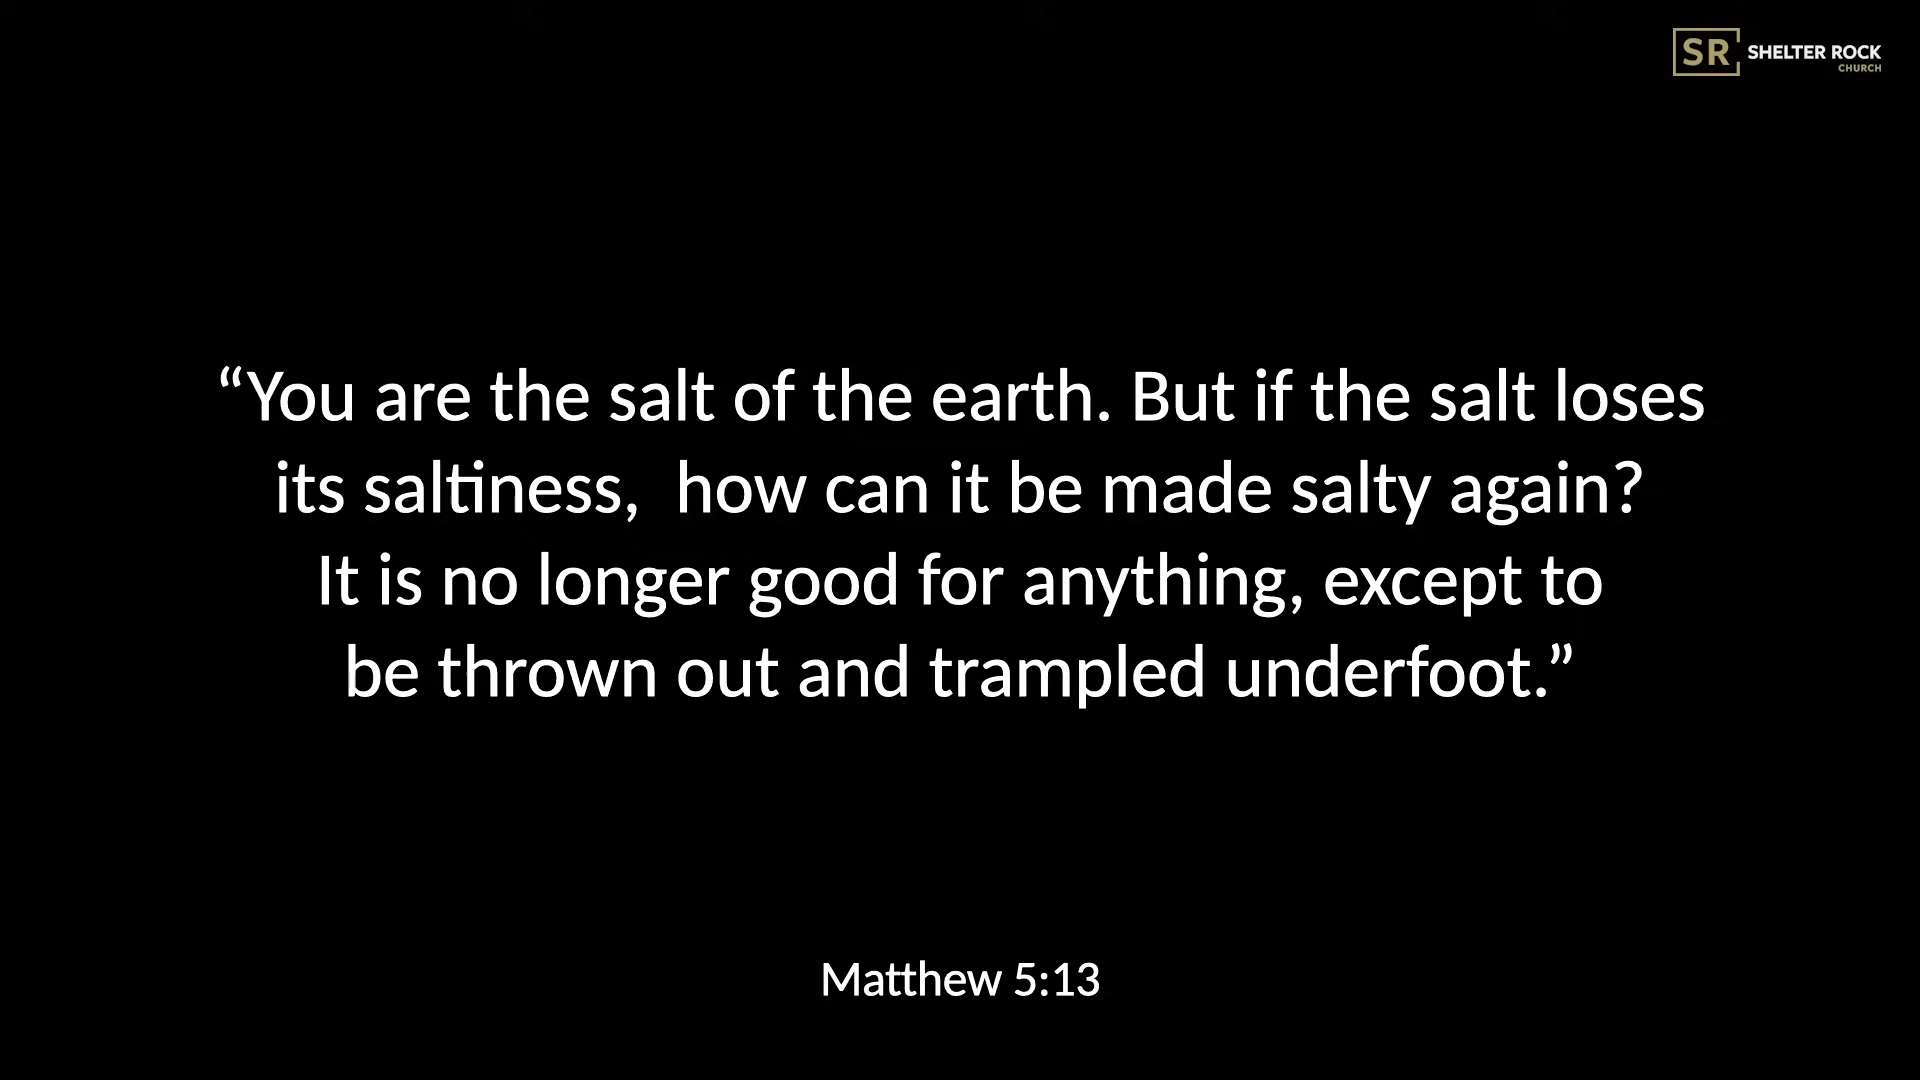 SR SHELTER ROCK
CHURCH
“You are the salt of the earth. But if the salt loses
its saltiness,  how can it be made salty again?
It is no longer good for anything, except to
be thrown out and trampled underfoot.”
Matthew 5:13